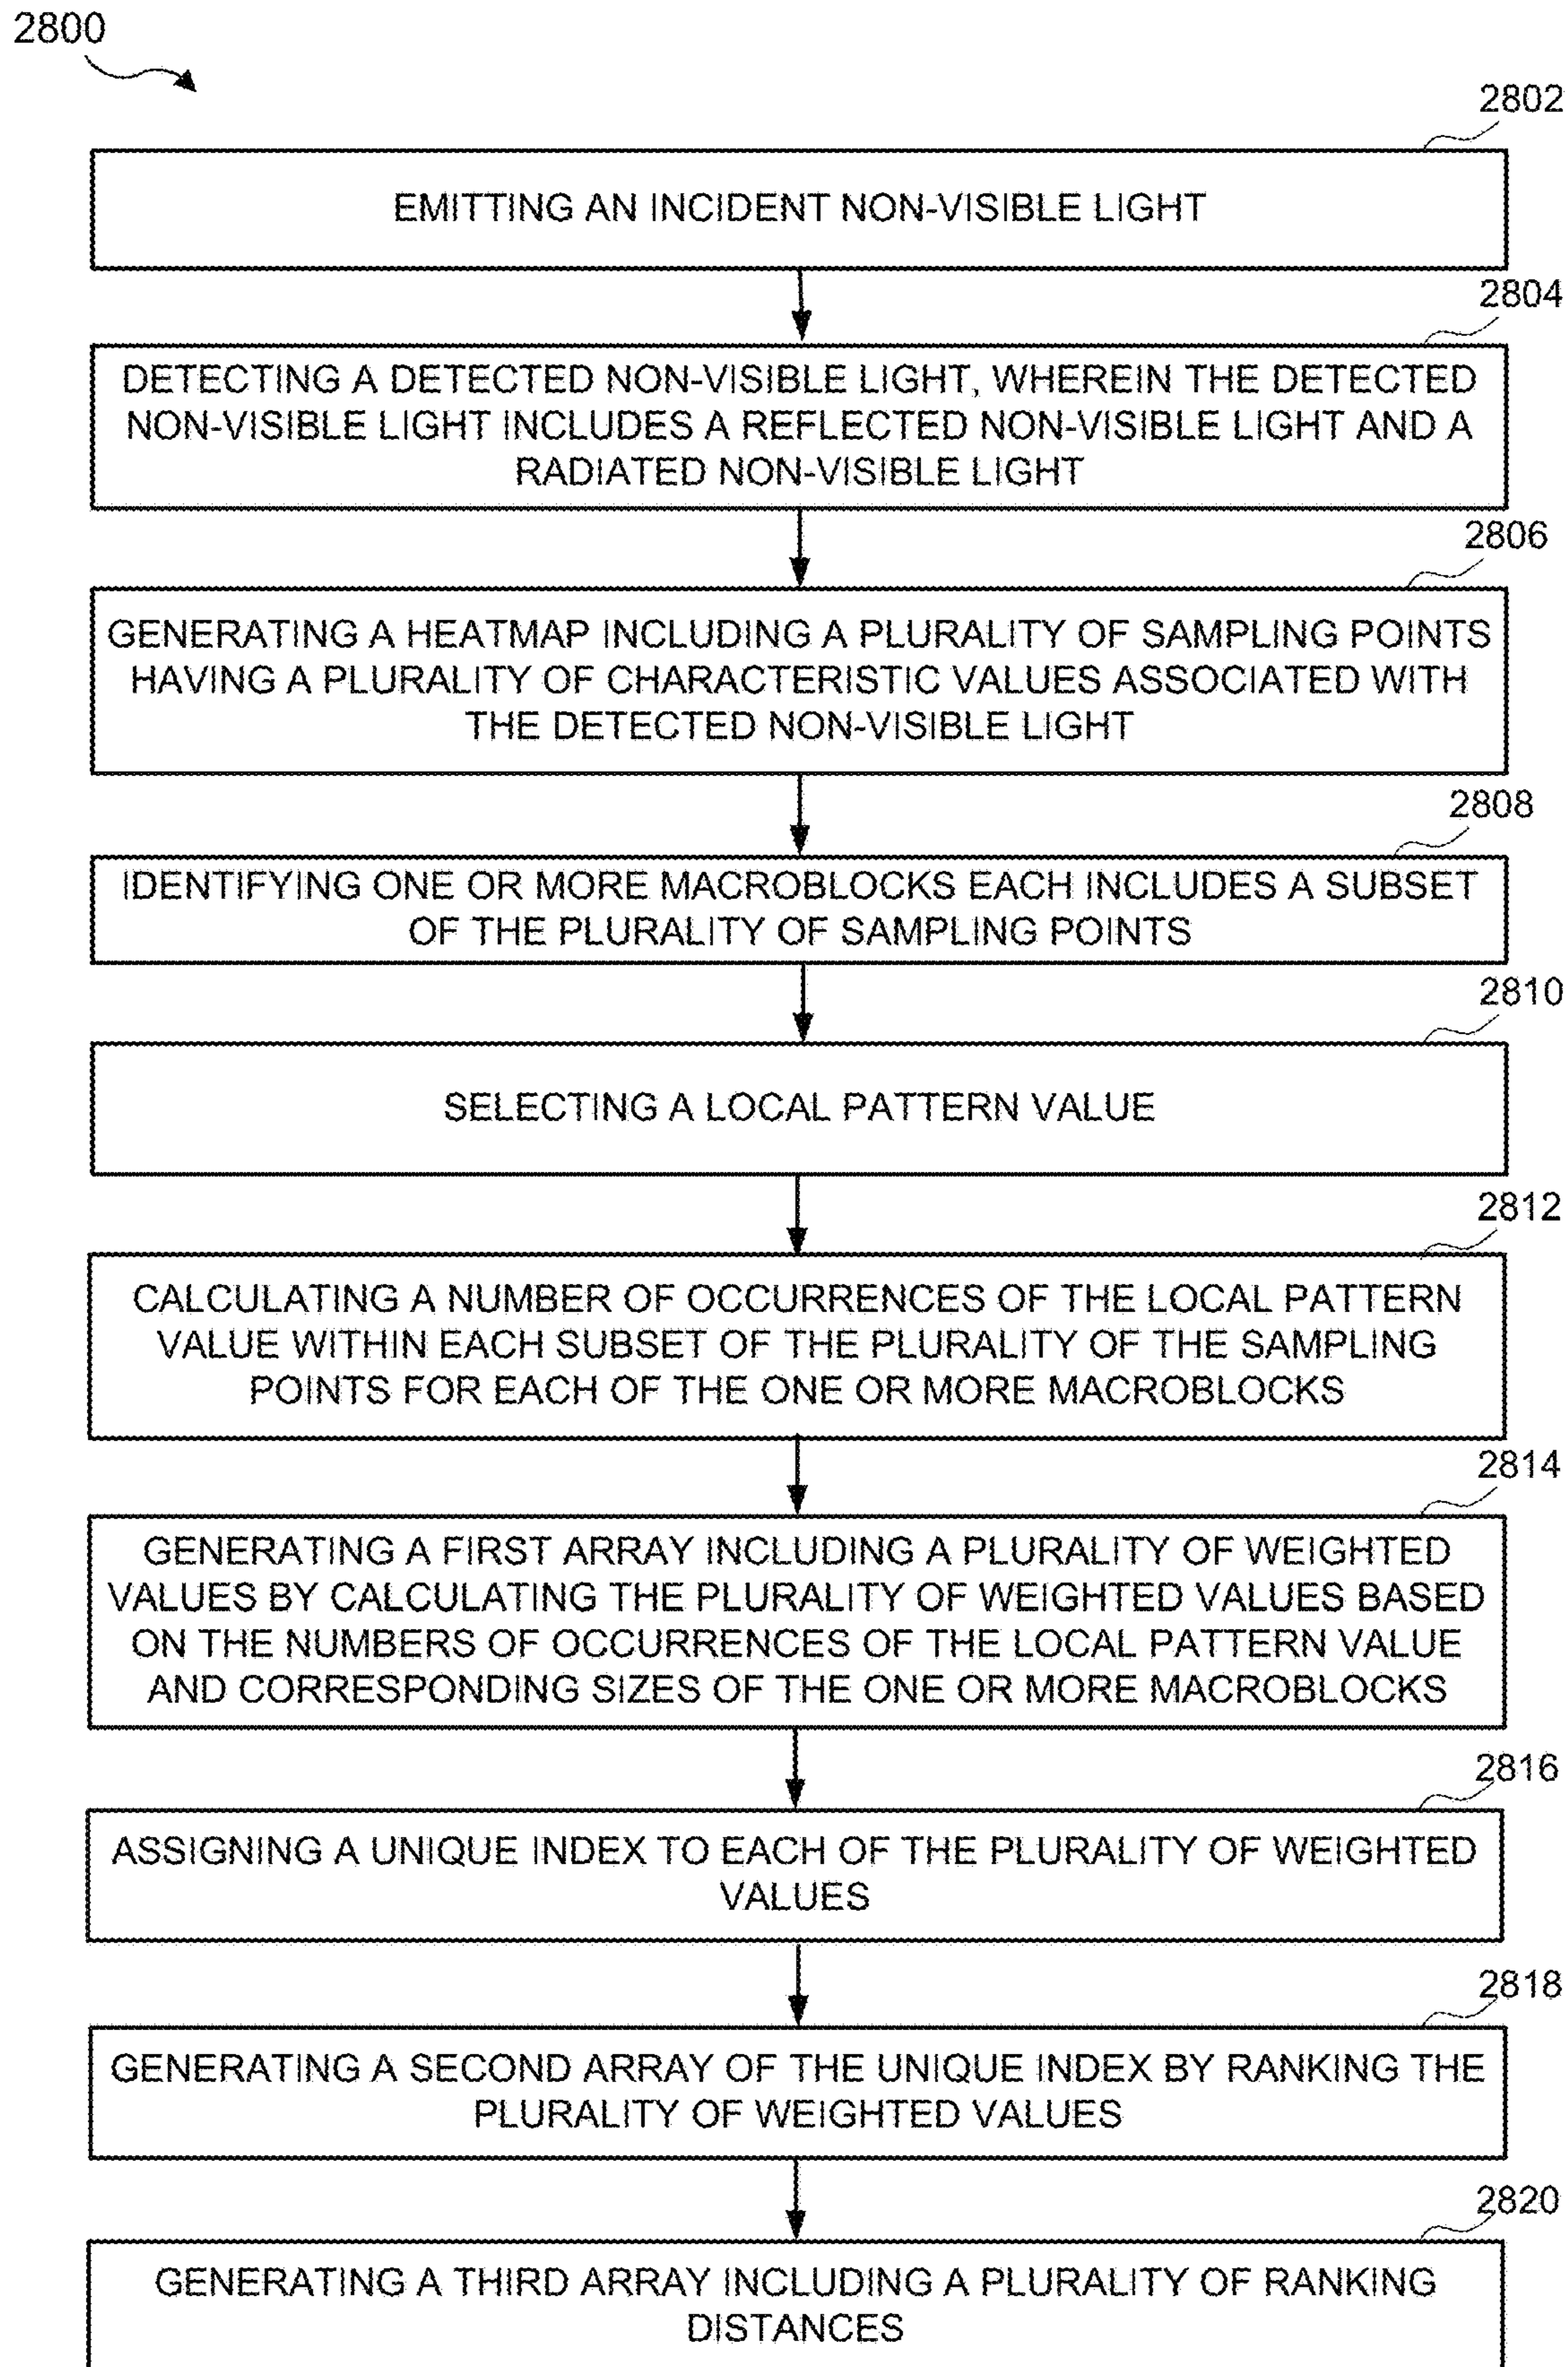 2800
2802
EMITTING AN INCIDENT NON-VISIBLE LIGHT
2804
DETECTING A DETECTED NON-VISIBLE LIGHT, WHEREIN THE DETECTED
NON-VISIBLE LIGHT INCLUDES A REFLECTED NON-VISIBLE LIGHT AND A
RADIATED NON-VISIBLE LIGHT
2806
GENERATING A HEATMAP INCLUDING A PLURALITY OF SAMPLING POINTS
HAVING A PLURALITY OF CHARACTERISTIC VALUES ASSOCIATED WITH
THE DETECTED NON-VISIBLE LIGHT
2808
IDENTIFYING ONE OR MORE MACROBLOCKS EACH INCLUDES A SUBSET
OF THE PLURALITY OF SAMPLING POINTS
2810
SELECTING A LOCAL PATTERN VALUE
2812
CALCULATING A NUMBER OF OCCURRENCES OF THE LOCAL PATTERN
VALUE WITHIN EACH SUBSET OF THE PLURALITY OF THE SAMPLING
POINTS FOR EACH OF THE ONE OR MORE MACROBLOCKS
2814
GENERATING A FIRST ARRAY INCLUDING A PLURALITY OF WEIGHTED
VALUES BY CALCULATING THE PLURALITY OF WEIGHTED VALUES BASED
ON THE NUMBERS OF OCCURRENCES OF THE LOCAL PATTERN VALUE
AND CORRESPONDING SIZES OF THE ONE OR MORE MACROBLOCKS
2816
ASSIGNING A UNIQUE INDEX TO EACH OF THE PLURALITY OF WEIGHTED
VALUES
2818
GENERATING A SECOND ARRAY OF THE UNIQUE INDEX BY RANKING THE
PLURALITY OF WEIGHTED VALUES
2820
GENERATING A THIRD ARRAY INCLUDING A PLURALITY OF RANKING
DISTANCES